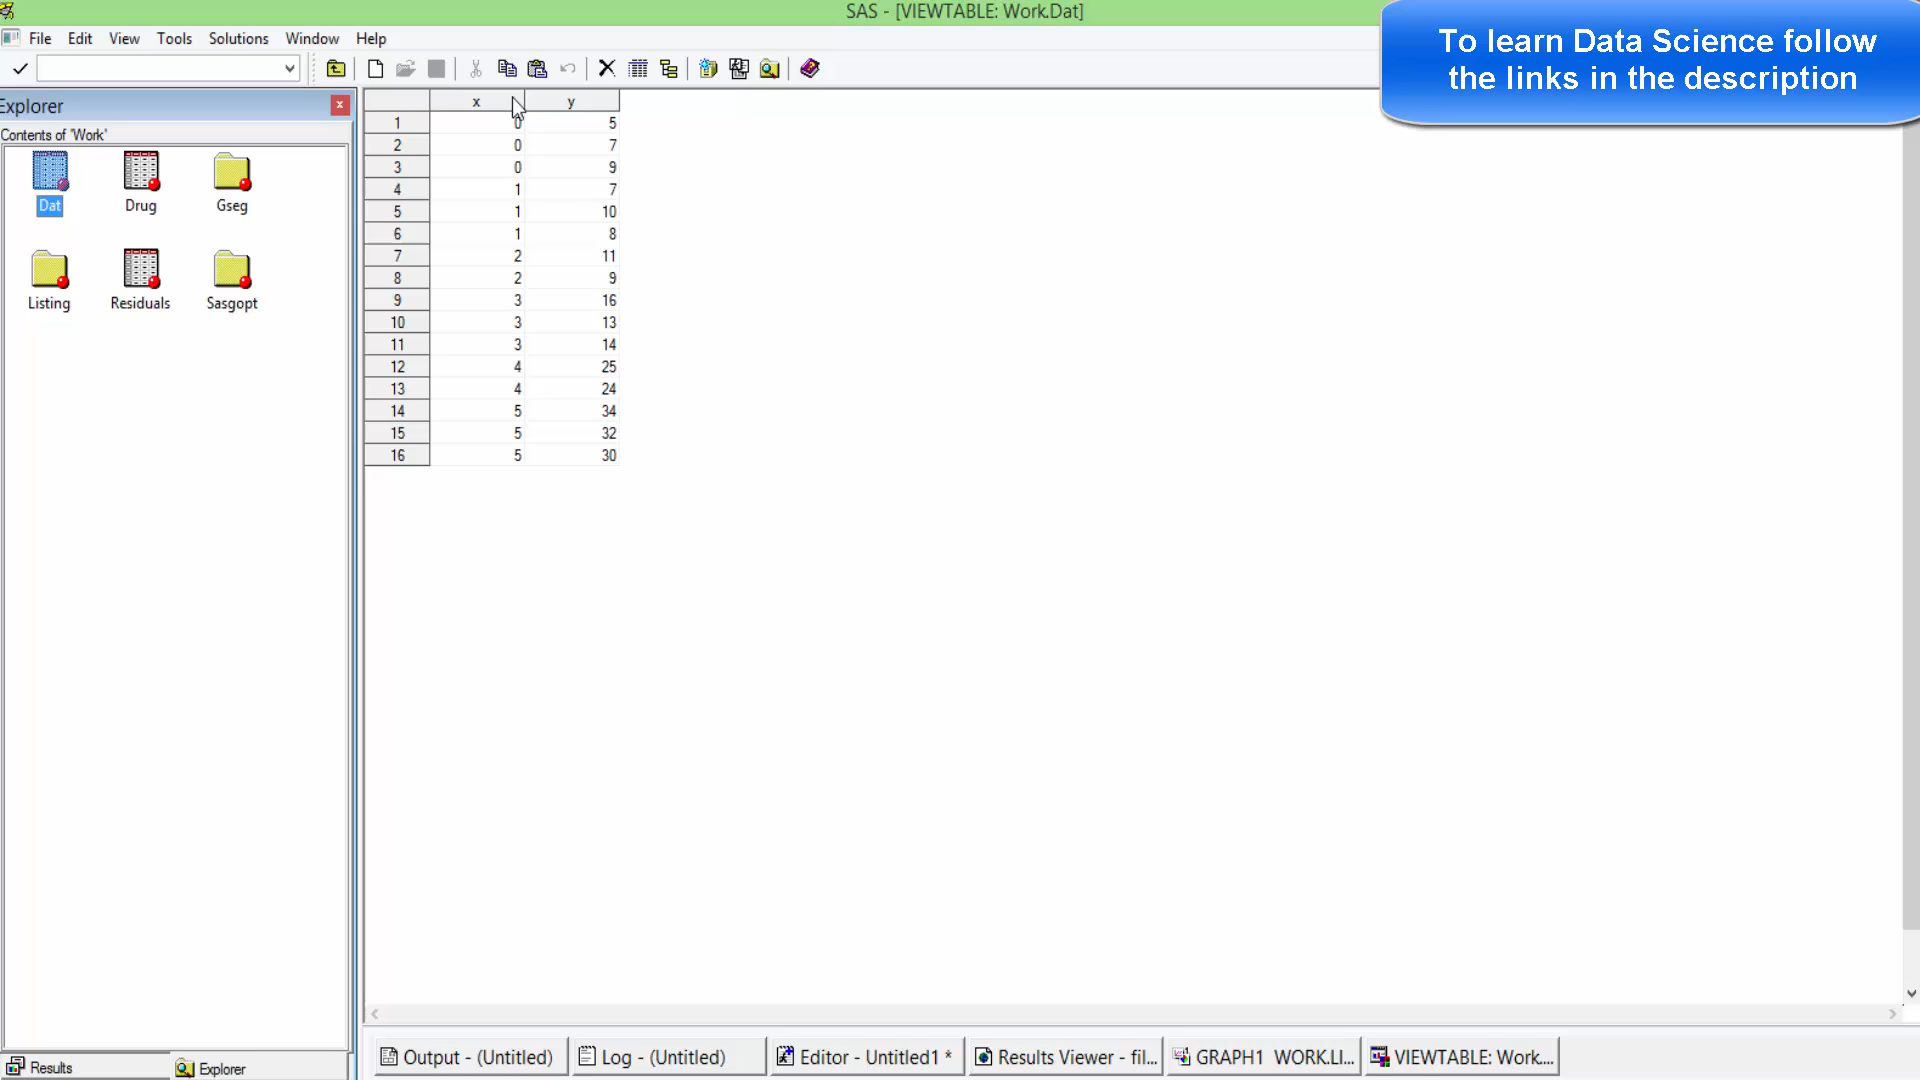 SAS - [VIEWTABLE: Work.Dat]
To learn Data Science follow
the links in the description
File Edit View Tools Solutions Window Help
Explorer
Contents of 'Work'
Dat Drug Gseg
Listing Residuals Sasgopt
x y
1 0 5
2 0 7
3 0 9
4 1 7
5 1 10
6 1 8
7 2 11
8 2 9
9 3 16
10 3 13
11 3 14
12 4 25
13 4 24
14 5 34
15 5 32
16 5 30
Results Explorer
Output - (Untitled) Log - (Untitled) Editor - Untitled1 * Results Viewer - fil... GRAPH1 WORK.LI... VIEWTABLE: Work....